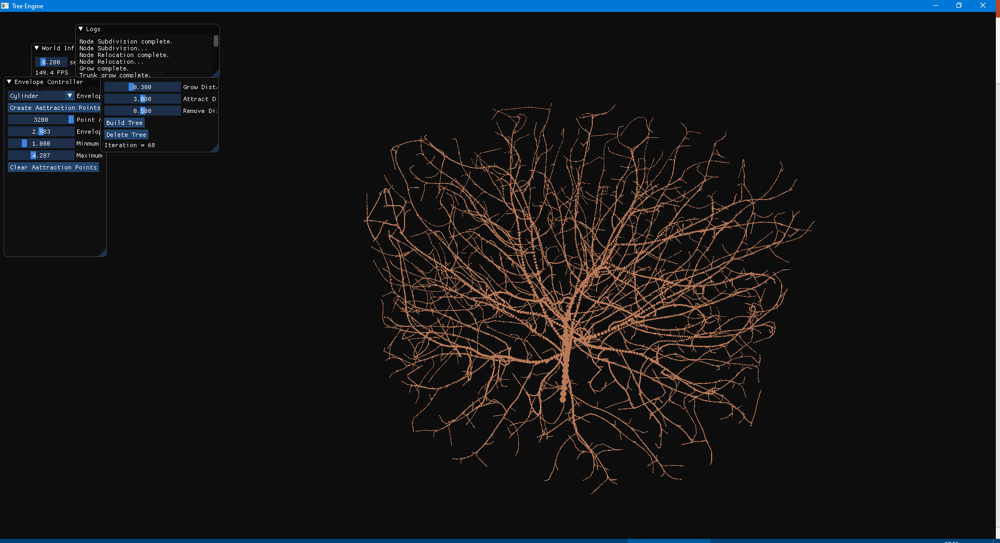 Tree Engine
Logs
Node Subdivision complete.
Node Subdivision...
Node Relocation complete.
Node Relocation...
Grow complete.
Trunk grow complete.
World Inf
0.200 se
149.4 FPS
Envelope Controller
Cylinder Envelop
Create Aattraction Points
3200 Point A
2.983 Envelop
1.000 Minmum
4.287 Maximum
Clear Aattraction Points
0.300 Grow Dist
3.000 Attract D
0.500 Remove Di
Build Tree
Delete Tree
Iteration = 68